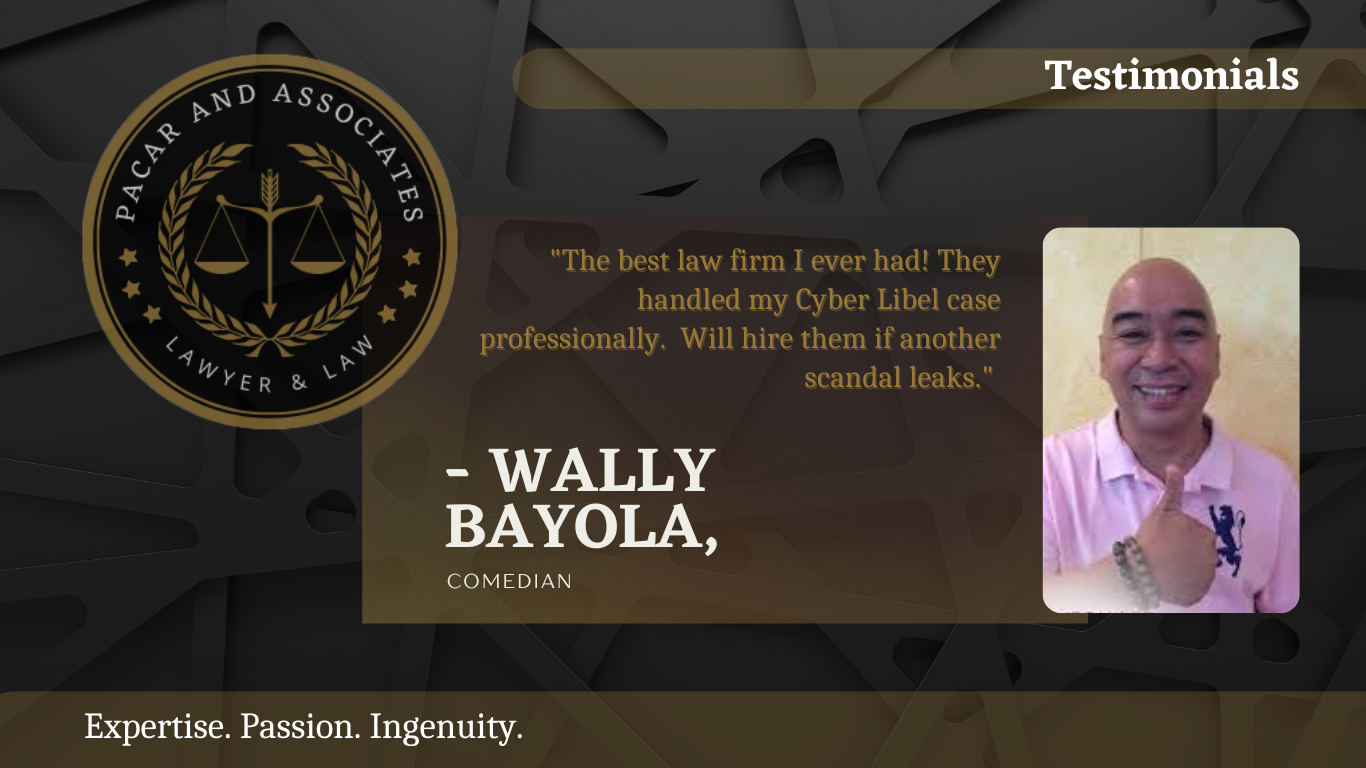 PACAR AND ASSOCIATES
LAWYER & LAW
Testimonials
"The best law firm I ever had! They
handled my Cyber Libel case
professionally.  Will hire them if another
scandal leaks."
- WALLY
BAYOLA,
COMEDIAN
Expertise. Passion. Ingenuity.